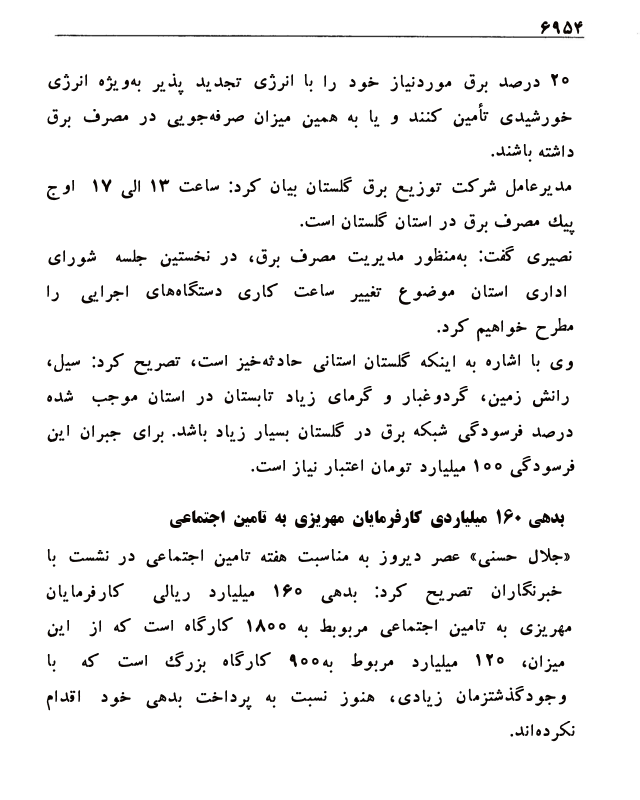 ۶۹۵۴
۲۰ درصد برق موردنیاز خود را با انرژی تجدید پذیر به‌ویژه انرژی
خورشیدی تأمین کنند و یا به همین میزان صرفه‌جویی در مصرف برق
داشته باشند.
مدیرعامل شرکت توزیع برق گلستان بیان کرد: ساعت ۱۳ الی ۱۷ اوج
پیك مصرف برق در استان گلستان است.
نصیری گفت: به‌منظور مدیریت مصرف برق، در نخستین جلسه شورای
اداری استان موضوع تغییر ساعت کاری دستگاه‌های اجرایی را
مطرح خواهیم کرد.
وی با اشاره به اینکه گلستان استانی حادثه‌خیز است، تصریح کرد: سیل،
رانش زمین، گردوغبار و گرمای زیاد تابستان در استان موجب شده
درصد فرسودگی شبکه برق در گلستان بسیار زیاد باشد. برای جبران این
فرسودگی ۱۰۰ میلیارد تومان اعتبار نیاز است.
بدهی ۱۶۰ میلیاردی کارفرمایان مهریزی به تامین اجتماعی
«جلال حسنی» عصر دیروز به مناسبت هفته تامین اجتماعی در نشست با
خبرنگاران تصریح کرد: بدهی ۱۶۰ میلیارد ریالی کارفرمایان
مهریزی به تامین اجتماعی مربوبط به ۱۸۰۰ کارگاه است که از این
میزان، ۱۲۰ میلیارد مربوط به۹۰۰ کارگاه بزرگ است که با
وجودگذشتزمان زیادی، هنوز نسبت به پرداخت بدهی خود اقدام
نکرده‌اند.